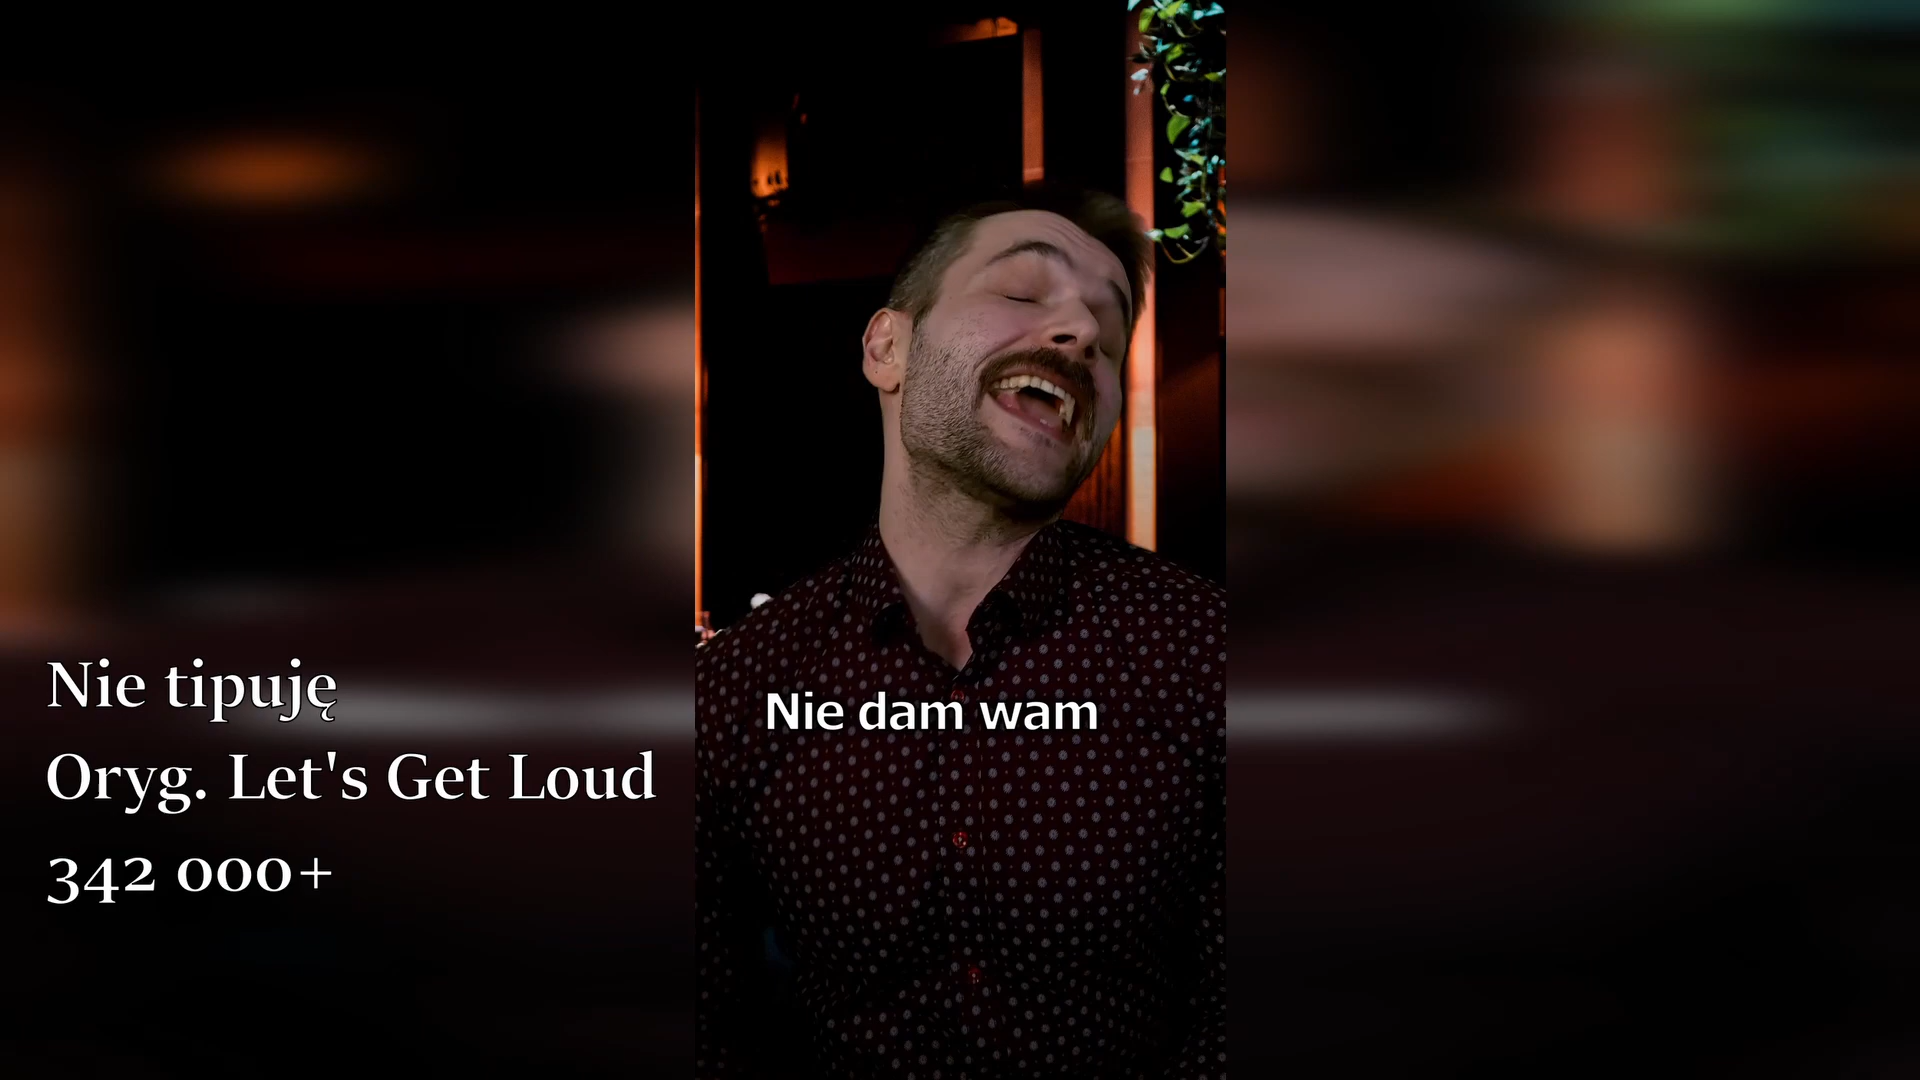 Nie tipuję
Oryg. Let's Get Loud
342 000+
Nie dam wam